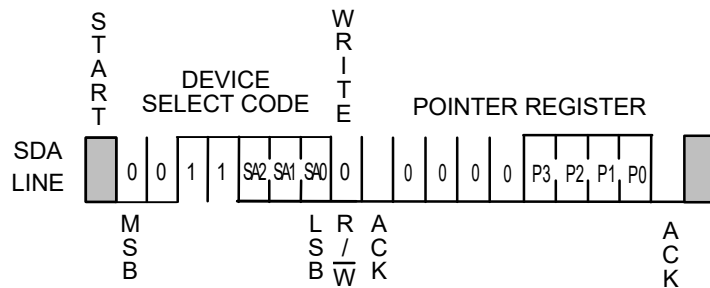 START
WRITE
DEVICE
SELECT CODE
POINTER REGISTER
SDA
LINE
0 0 1 1 SA2 SA1 SA0 0 0 0 0 0 P3 P2 P1 P0
MSB
LSB
R/W̅
ACK
ACK